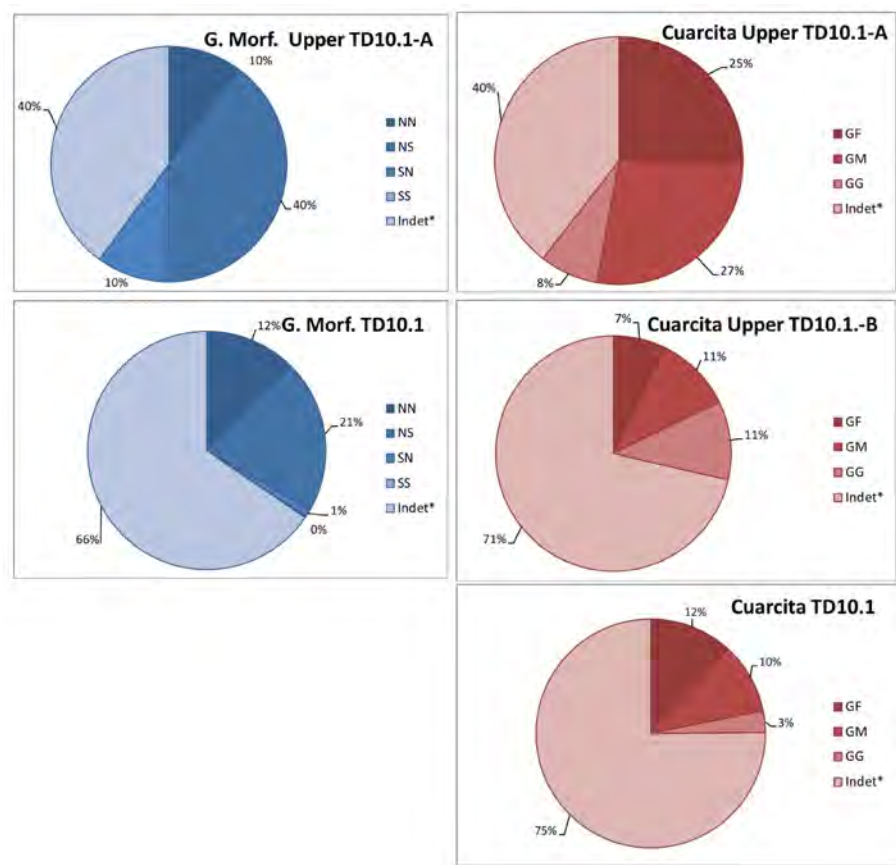 G. Morf. Upper TD10.1-A
10%
40%
40%
10%
NN
NS
SN
SS
Indet*
Cuarcita Upper TD10.1-A
25%
40%
27%
8%
GF
GM
GG
Indet*
G. Morf. TD10.1
12%
21%
1%
0%
66%
NN
NS
SN
SS
Indet*
Cuarcita Upper TD10.1.-B
7%
11%
11%
71%
GF
GM
GG
Indet*
Cuarcita TD10.1
12%
10%
3%
75%
GF
GM
GG
Indet*